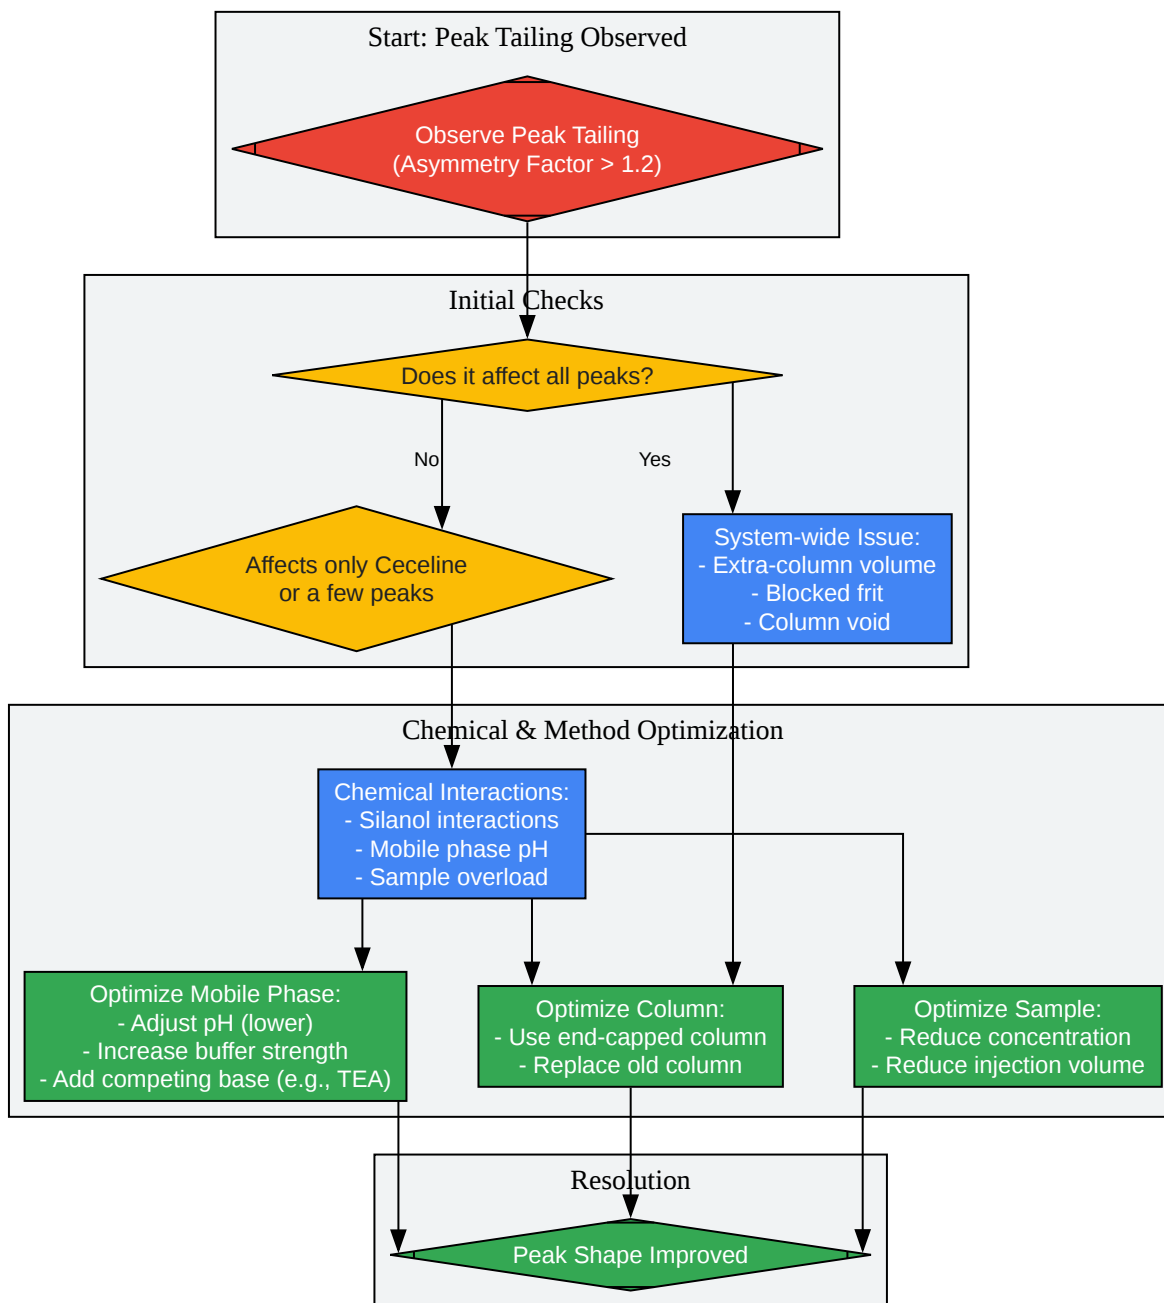 Start: Peak Tailing Observed
Observe Peak Tailing
(Asymmetry Factor > 1.2)
Initial Checks
Does it affect all peaks?
No
Yes
Affects only Ceceline
or a few peaks
System-wide Issue:
- Extra-column volume
- Blocked frit
- Column void
Chemical & Method Optimization
Chemical Interactions:
- Silanol interactions
- Mobile phase pH
- Sample overload
Optimize Mobile Phase:
- Adjust pH (lower)
- Increase buffer strength
- Add competing base (e.g., TEA)
Optimize Column:
- Use end-capped column
- Replace old column
Optimize Sample:
- Reduce concentration
- Reduce injection volume
Resolution
Peak Shape Improved